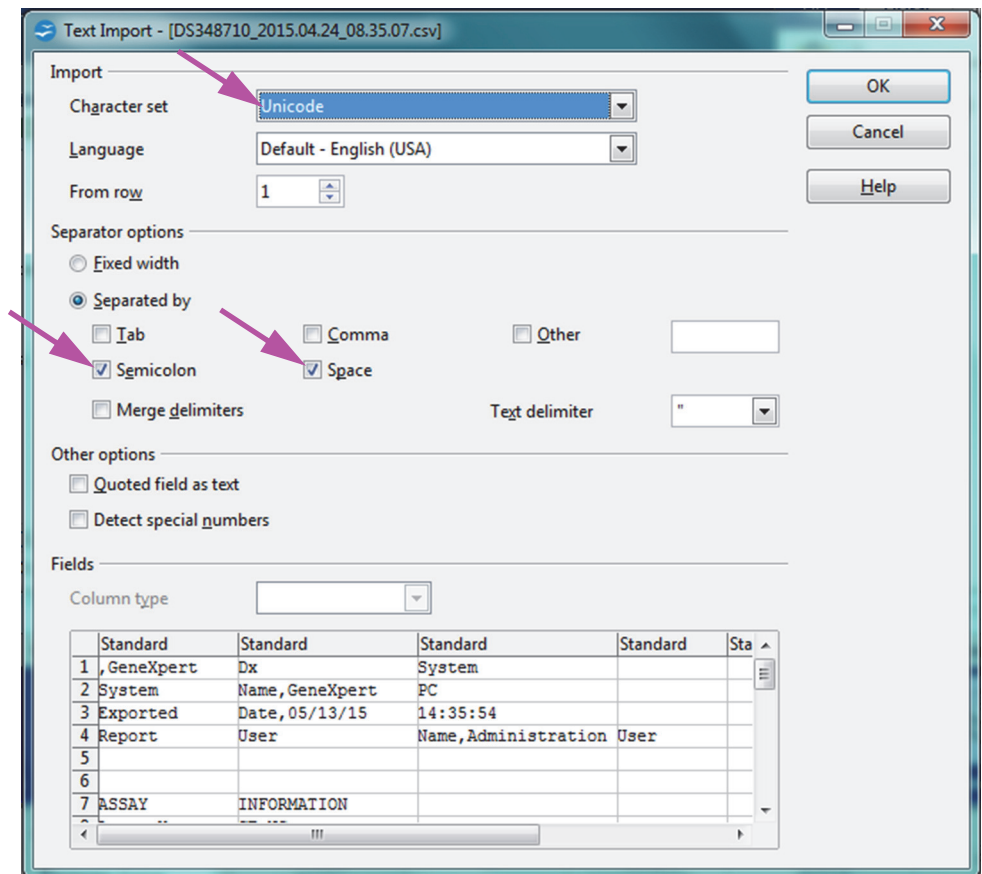 Text Import - [DS348710_2015.04.24_08.35.07.csv]
Import
OK
Character set Unicode
Cancel
Language Default - English (USA)
From row 1
Help
Separator options
Fixed width
Separated by
Tab Comma Other
Semicolon Space
Merge delimiters Text delimiter "
Other options
Quoted field as text
Detect special numbers
Fields
Column type
Standard Standard Standard Standard Sta
1 ,GeneXpert Dx System
2 System Name,GeneXpert PC
3 Exported Date,05/13/15 14:35:54
4 Report User Name,Administration User
5
6
7 ASSAY INFORMATION